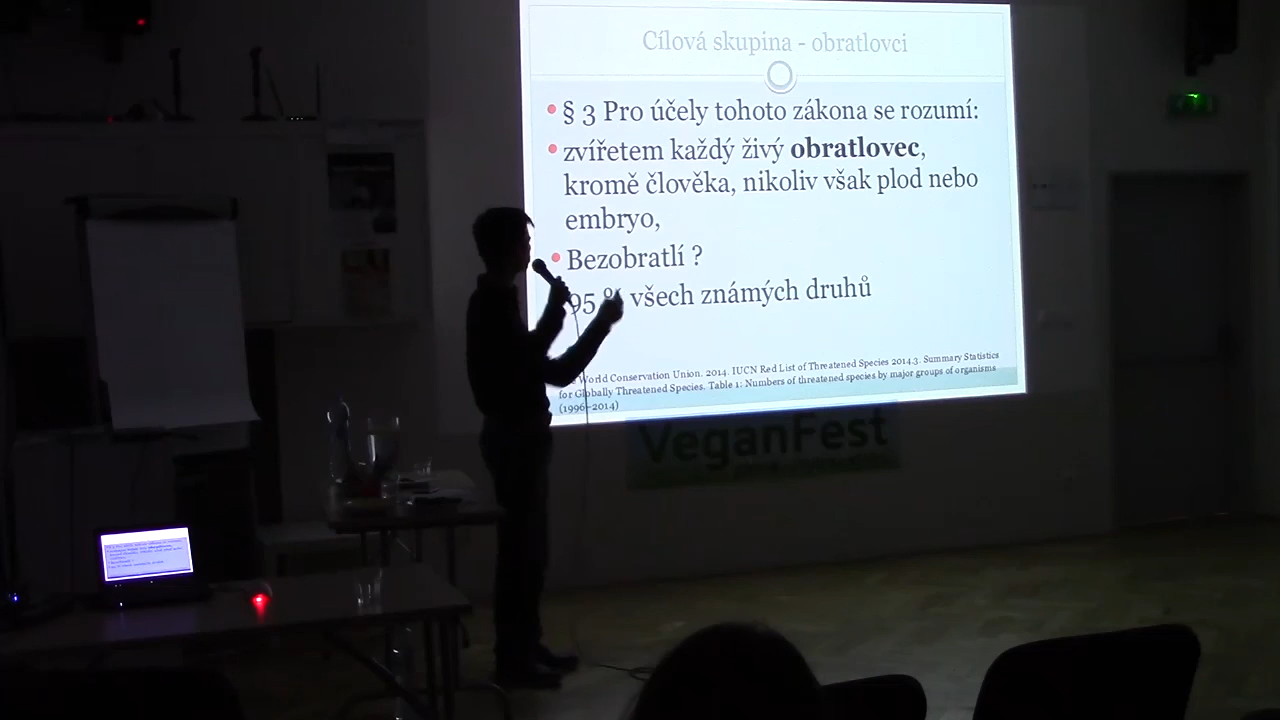 Cílová skupina - obratlovci
§ 3 Pro účely tohoto zákona se rozumí:
zvířetem každý živý obratlovec,
kromě člověka, nikoliv však plod nebo
embryo,
Bezobratlí ?
95 % všech známých druhů
World Conservation Union. 2014. IUCN Red List of Threatened Species 2014.3. Summary Statistics
for Globally Threatened Species. Table 1: Numbers of threatened species by major groups of organisms
(1996–2014)
VeganFest